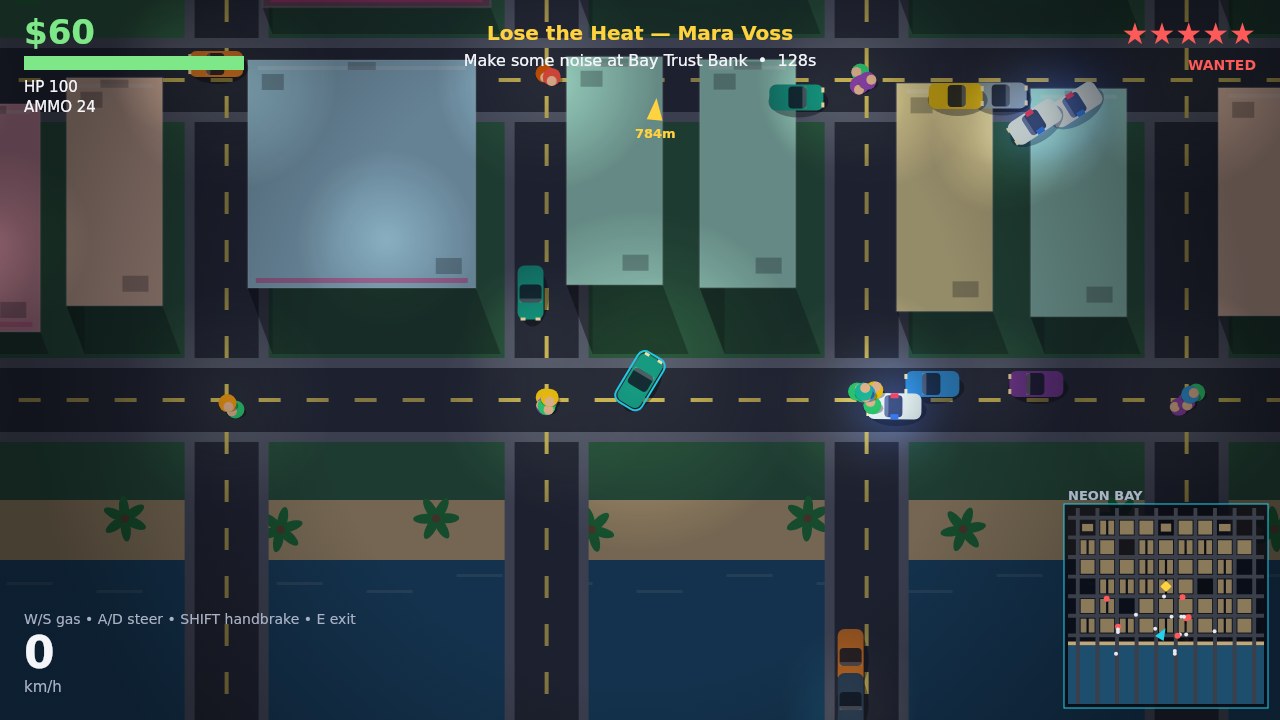 $60
HP 100
AMMO 24
Lose the Heat — Mara Voss
Make some noise at Bay Trust Bank • 128s
★★★★★
WANTED
784m
NEON BAY
W/S gas • A/D steer • SHIFT handbrake • E exit
0
km/h